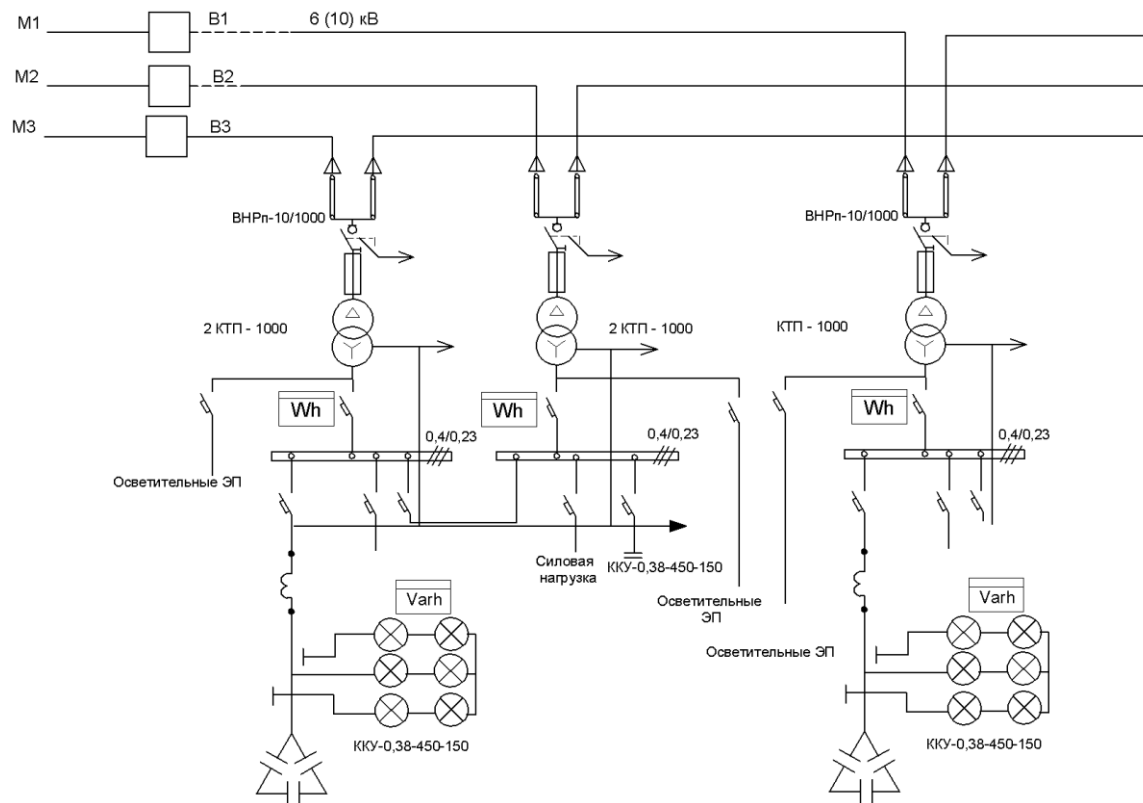 М1
В1
6 (10) кВ
М2
В2
М3
В3
ВНРп-10/1000
ВНРп-10/1000
2 КТП - 1000
2 КТП - 1000
КТП - 1000
Wh
Wh
Wh
0,4/0,23
0,4/0,23
0,4/0,23
Осветительные ЭП
Силовая
нагрузка
ККУ-0,38-450-150
Осветительные
ЭП
Осветительные ЭП
Varh
Varh
ККУ-0,38-450-150
ККУ-0,38-450-150